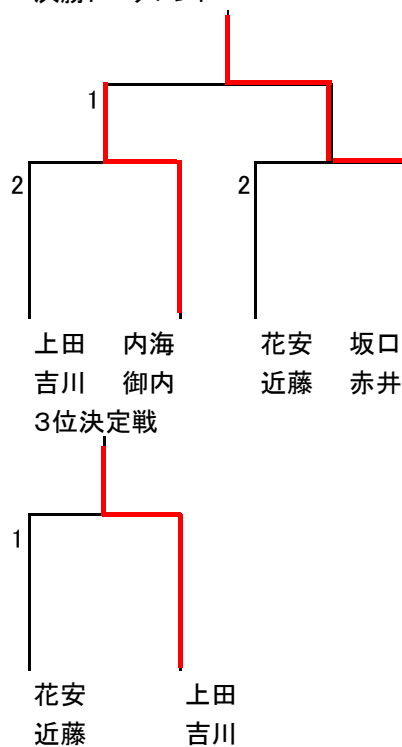 1
2 2
上田 内海 花安 坂口
吉川 御内 近藤 赤井
3位決定戦
1
花安 上田
近藤 吉川